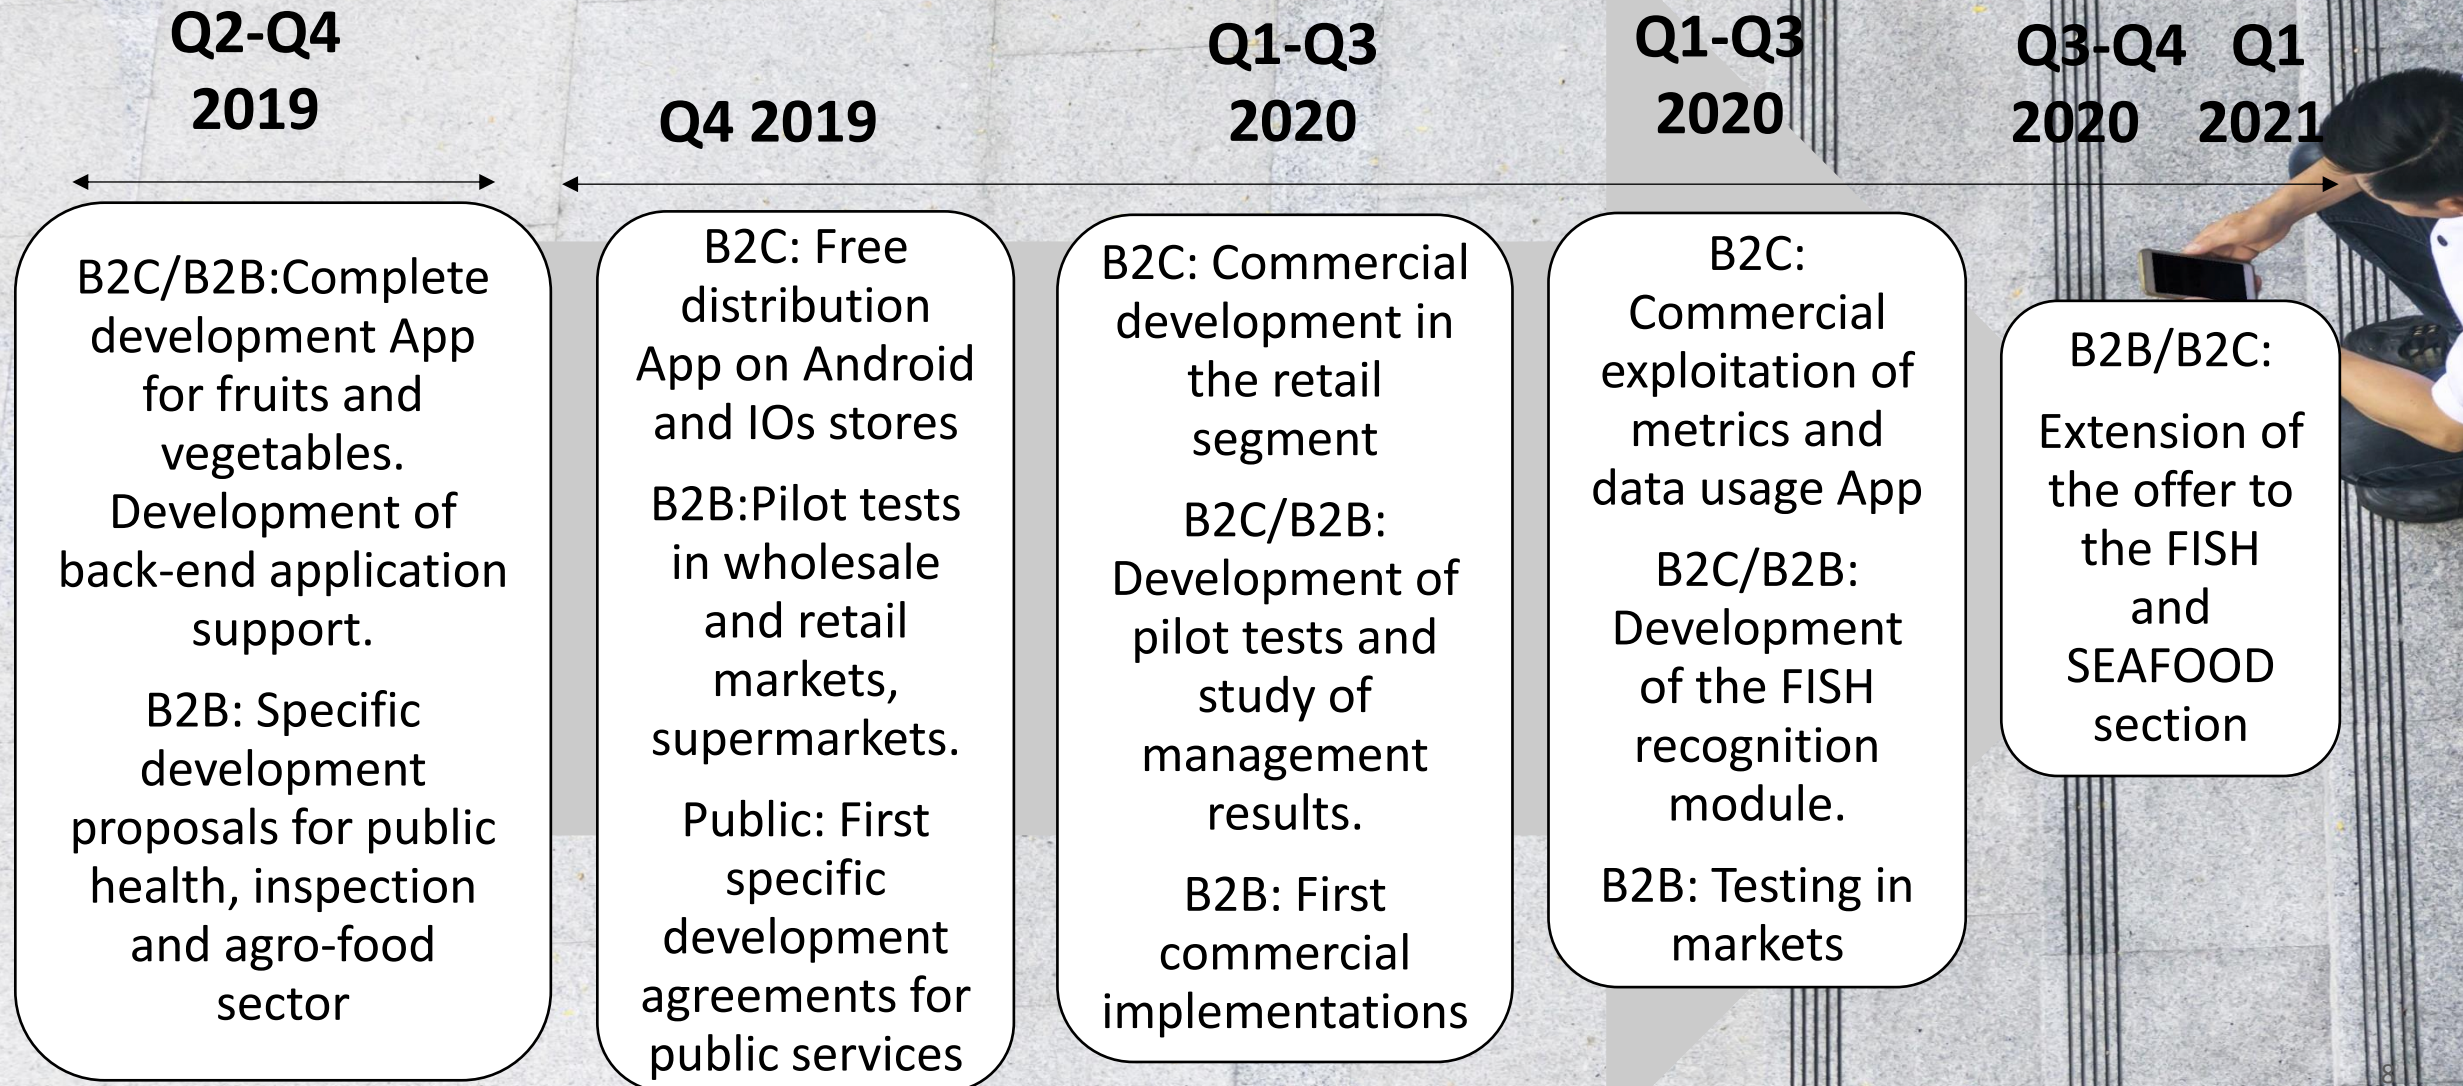 Q2-Q4
2019
Q4 2019
Q1-Q3
2020
Q1-Q3
2020
Q3-Q4 Q1
2020 2021
B2C/B2B:Complete
development App
for fruits and
vegetables.
Development of
back-end application
support.
B2B: Specific
development
proposals for public
health, inspection
and agro-food
sector
B2C: Free
distribution
App on Android
and IOs stores
B2B:Pilot tests
in wholesale
and retail
markets,
supermarkets.
Public: First
specific
development
agreements for
public services
B2C: Commercial
development in
the retail
segment
B2C/B2B:
Development of
pilot tests and
study of
management
results.
B2B: First
commercial
implementations
B2C:
Commercial
exploitation of
metrics and
data usage App
B2C/B2B:
Development
of the FISH
recognition
module.
B2B: Testing in
markets
B2B/B2C:
Extension of
the offer to
the FISH
and
SEAFOOD
section